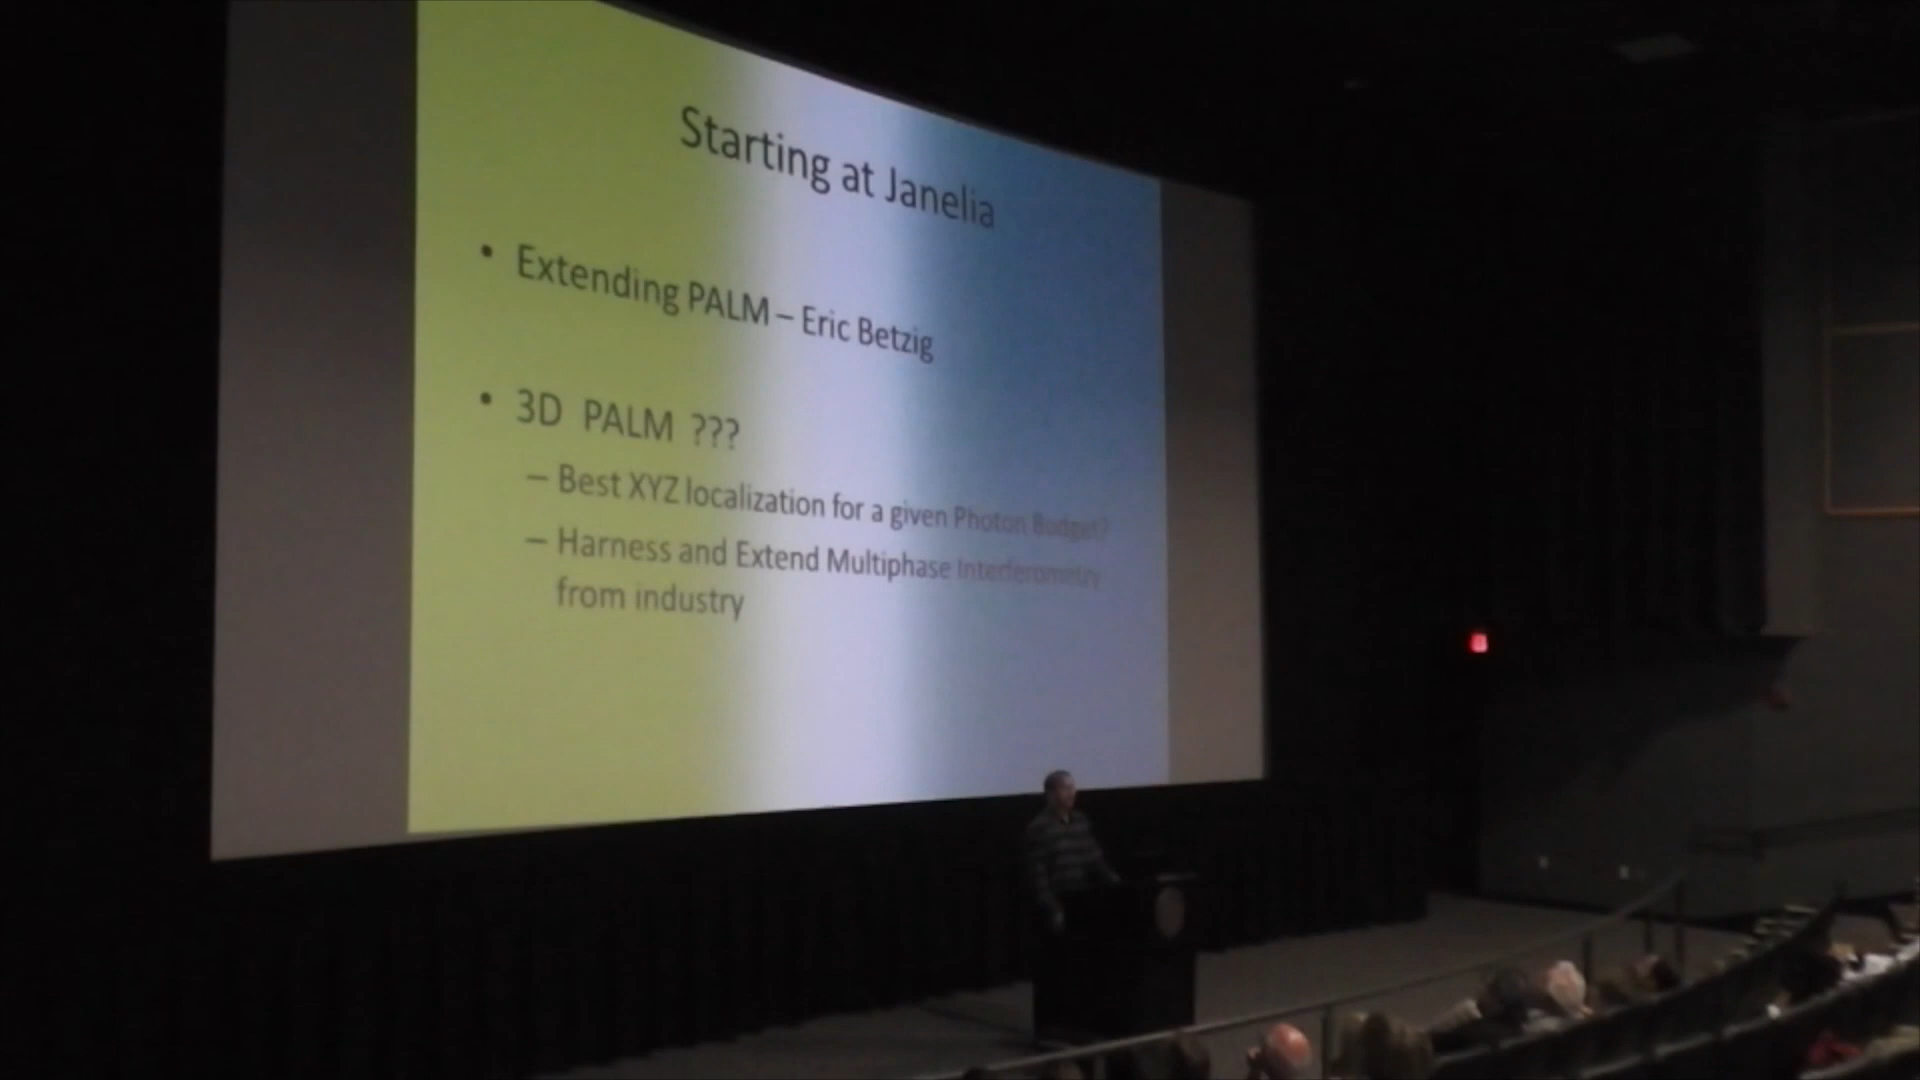 Starting at Janelia
• Extending PALM – Eric Betzig
• 3D PALM ???
– Best XYZ localization for a given Photon Budget?
– Harness and Extend Multiphase Interferometry
from industry